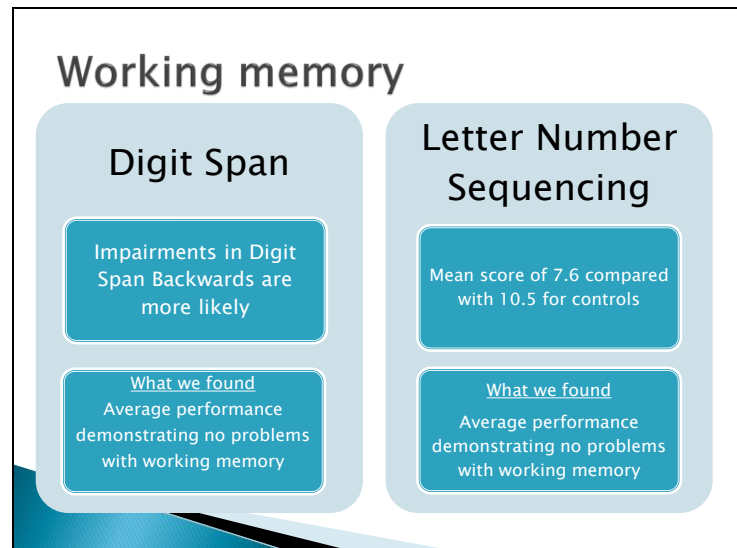 Working memory
Digit Span
Impairments in Digit
Span Backwards are
more likely
What we found
Average performance
demonstrating no problems
with working memory
Letter Number
Sequencing
Mean score of 7.6 compared
with 10.5 for controls
What we found
Average performance
demonstrating no problems
with working memory